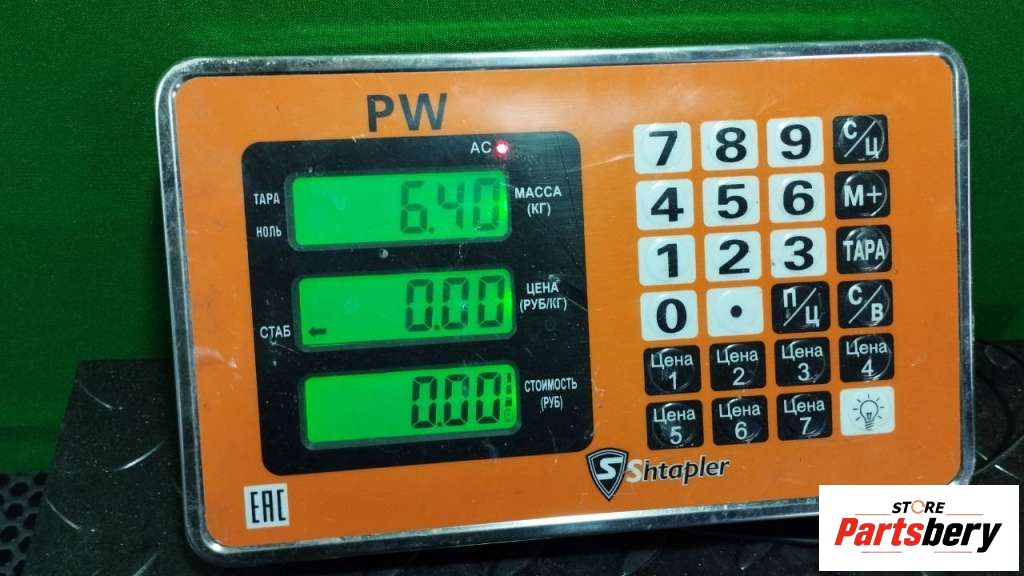 PW
AC
ТАРА
НОЛЬ
6.40
МАССА
(КГ)
СТАБ
0.00
ЦЕНА
(РУБ/КГ)
0.00
СТОИМОСТЬ
(РУБ)
7 8 9 С/Ц
4 5 6 М+
1 2 3 ТАРА
0 . П/Ц С/В
Цена 1 Цена 2 Цена 3 Цена 4
Цена 5 Цена 6 Цена 7
S Shtapler
EAC
STORE
Partsbery